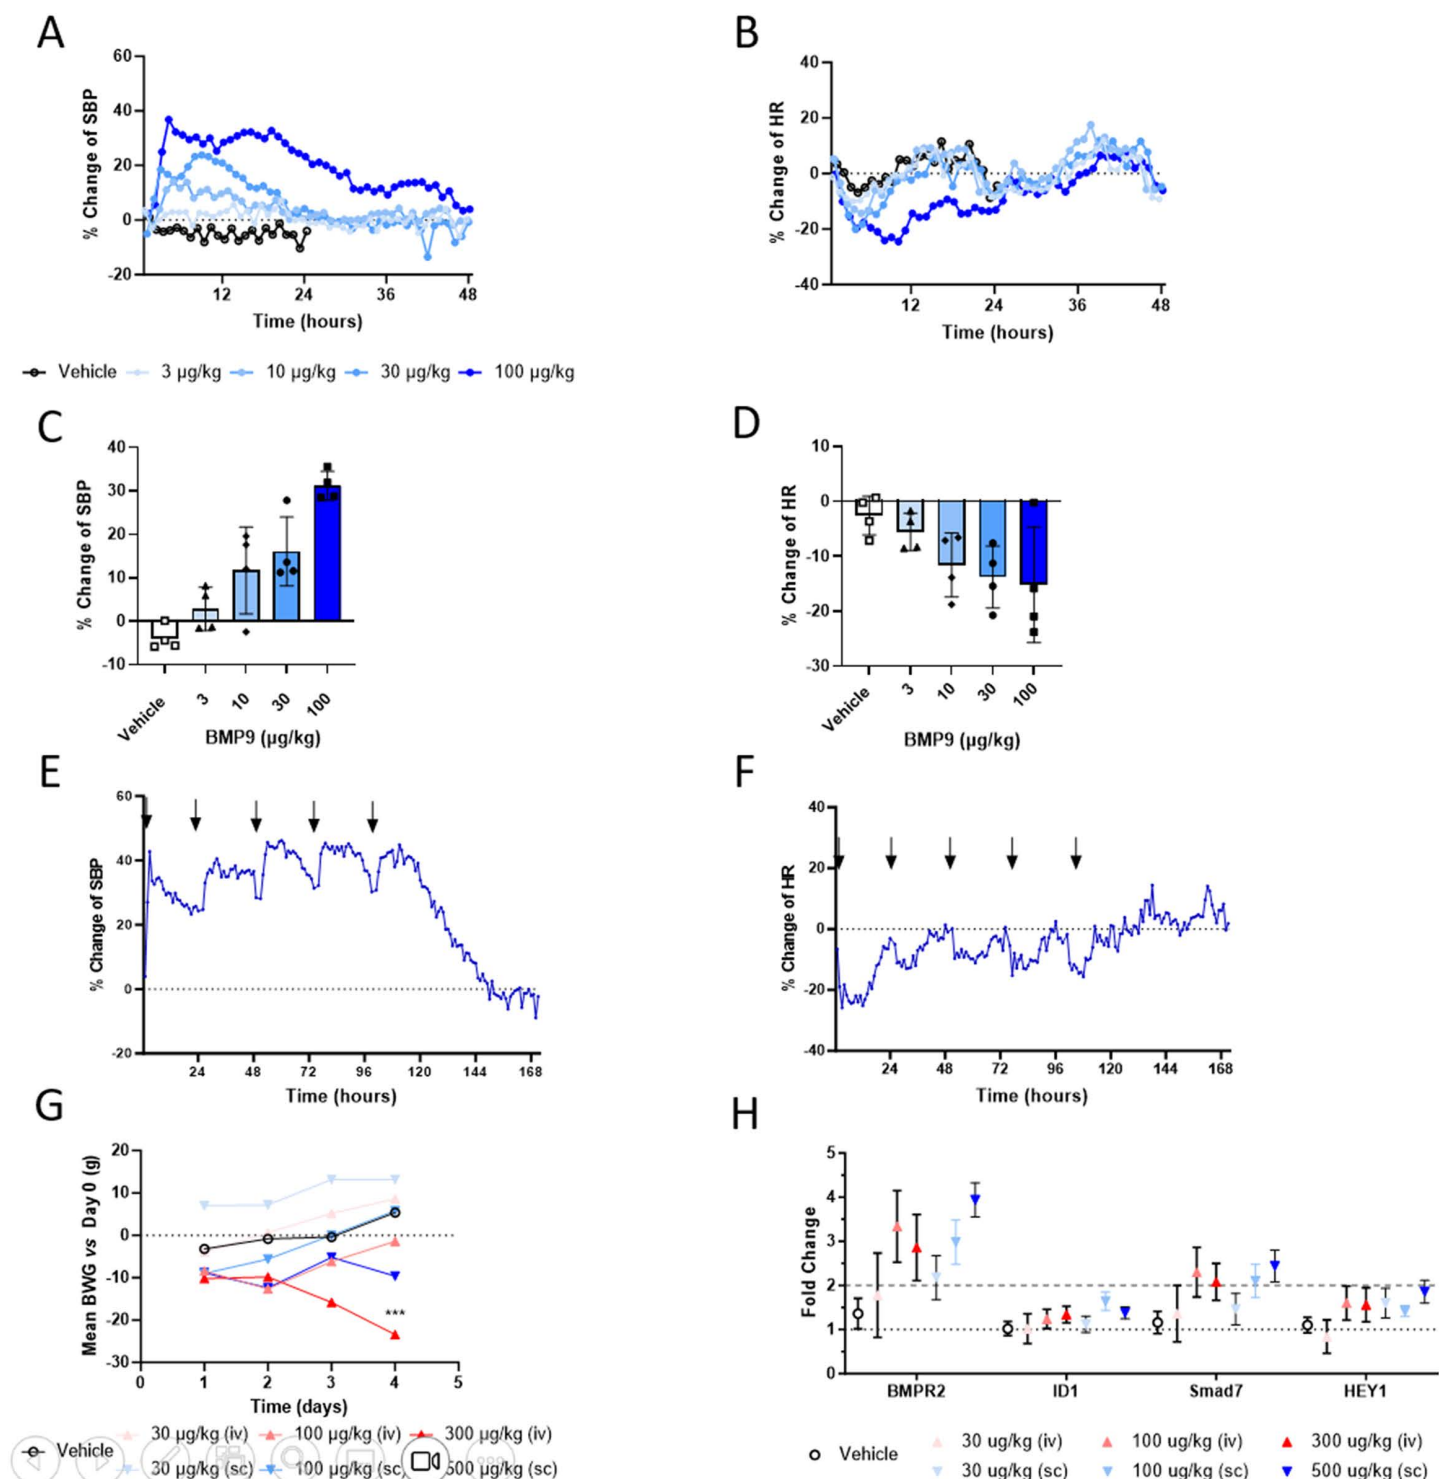 A
B
60
40
20
0
-20
% Change of SBP
12 24 36 48
Time (hours)
40
20
0
-20
-40
% Change of HR
12 24 36 48
Time (hours)
Vehicle 3 µg/kg 10 µg/kg 30 µg/kg 100 µg/kg
C
D
40
30
20
10
0
-10
% Change of SBP
Vehicle 3 10 30 100
BMP9 (µg/kg)
10
0
-10
-20
-30
% Change of HR
Vehicle 3 10 30 100
BMP9 (µg/kg)
E
F
60
40
20
0
-20
% Change of SBP
24 48 72 96 120 144 168
Time (hours)
40
20
0
-20
-40
% Change of HR
24 48 72 96 120 144 168
Time (hours)
G
H
20
10
0
-10
-20
-30
Mean BWG vs Day 0 (g)
***
0 1 2 3 4 5
Time (days)
Vehicle
30 µg/kg (iv) 100 µg/kg (iv) 300 µg/kg (iv)
30 µg/kg (sc) 100 µg/kg (sc) 500 µg/kg (sc)
5
4
3
2
1
0
Fold Change
BMPR2 ID1 Smad7 HEY1
Vehicle
30 ug/kg (iv) 100 ug/kg (iv) 300 ug/kg (iv)
30 ug/kg (sc) 100 ug/kg (sc) 500 ug/kg (sc)